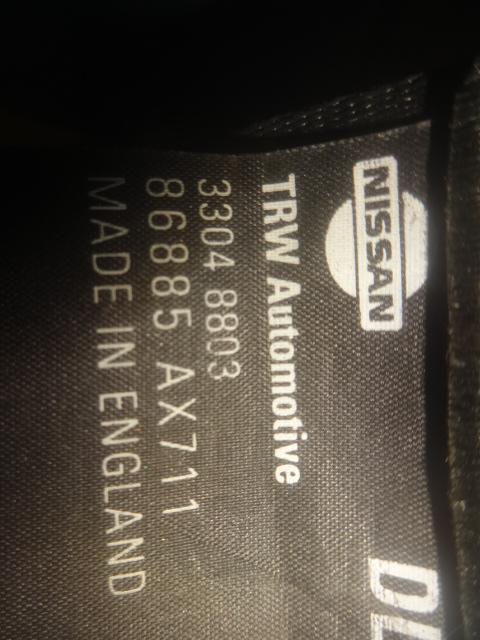 NISSAN
TRW Automotive
3304 8803
86885 AX711
MADE IN ENGLAND